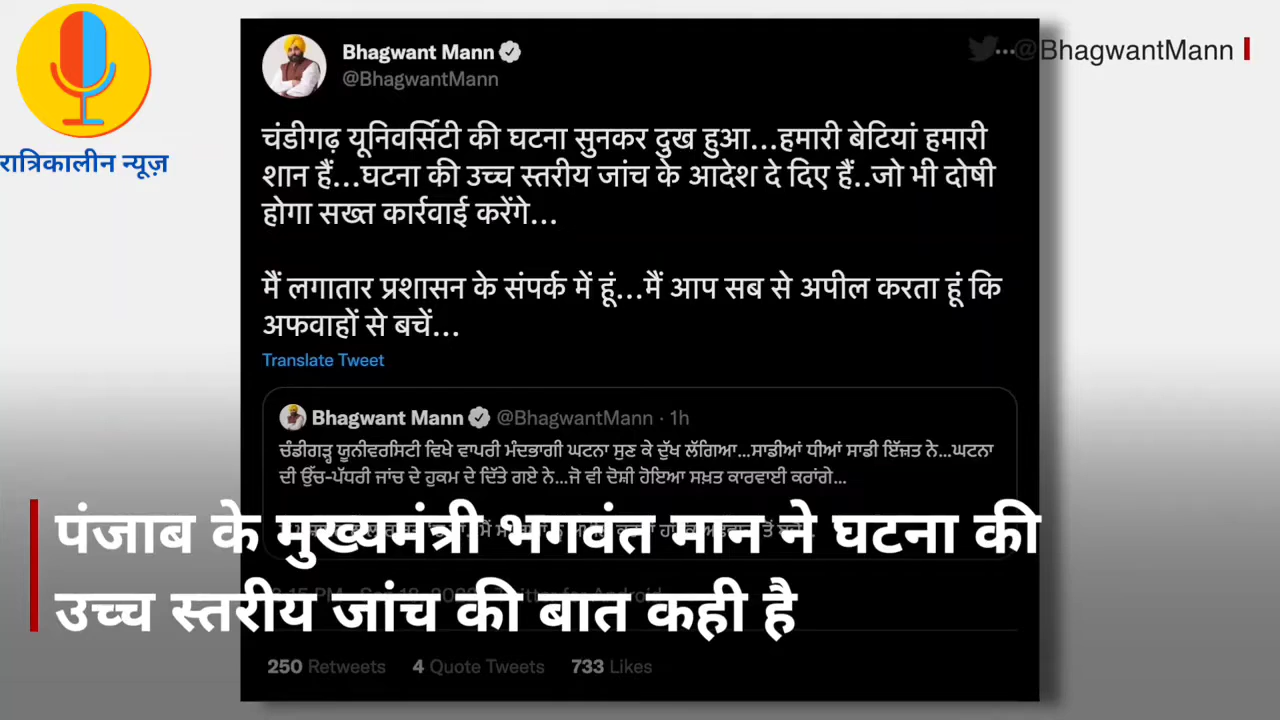 रात्रिकालीन न्यूज़
Bhagwant Mann
@BhagwantMann
...@BhagwantMann
चंडीगढ़ यूनिवर्सिटी की घटना सुनकर दुख हुआ...हमारी बेटियां हमारी
शान हैं...घटना की उच्च स्तरीय जांच के आदेश दे दिए हैं..जो भी दोषी
होगा सख्त कार्रवाई करेंगे...
मैं लगातार प्रशासन के संपर्क में हूं...मैं आप सब से अपील करता हूं कि
अफवाहों से बचें...
Translate Tweet
Bhagwant Mann @BhagwantMann · 1h
ਚੰਡੀਗੜ੍ਹ ਯੂਨੀਵਰਸਿਟੀ ਵਿਖੇ ਵਾਪਰੀ ਮੰਦਭਾਗੀ ਘਟਨਾ ਸੁਣ ਕੇ ਦੁੱਖ ਲੱਗਿਆ...ਸਾਡੀਆਂ ਧੀਆਂ ਸਾਡੀ ਇੱਜ਼ਤ ਨੇ...ਘਟਨਾ
ਦੀ ਉੱਚ-ਪੱਧਰੀ ਜਾਂਚ ਦੇ ਹੁਕਮ ਦੇ ਦਿੱਤੇ ਗਏ ਨੇ...ਜੋ ਵੀ ਦੋਸ਼ੀ ਹੋਇਆ ਸਖ਼ਤ ਕਾਰਵਾਈ ਕਰਾਂਗੇ...
पंजाब के मुख्यमंत्री भगवंत मान ने घटना की
उच्च स्तरीय जांच की बात कही है
250 Retweets 4 Quote Tweets 733 Likes